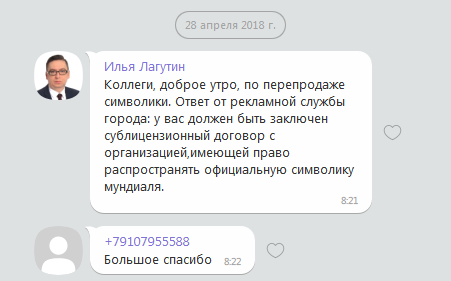 28 апреля 2018 г.
Илья Лагутин
Коллеги, доброе утро, по перепродаже
символики. Ответ от рекламной службы
города: у вас должен быть заключен
сублицензионный договор с
организацией,имеющей право
распространять официальную символику
мундиаля.
8:21
+79107955588
Большое спасибо 8:22